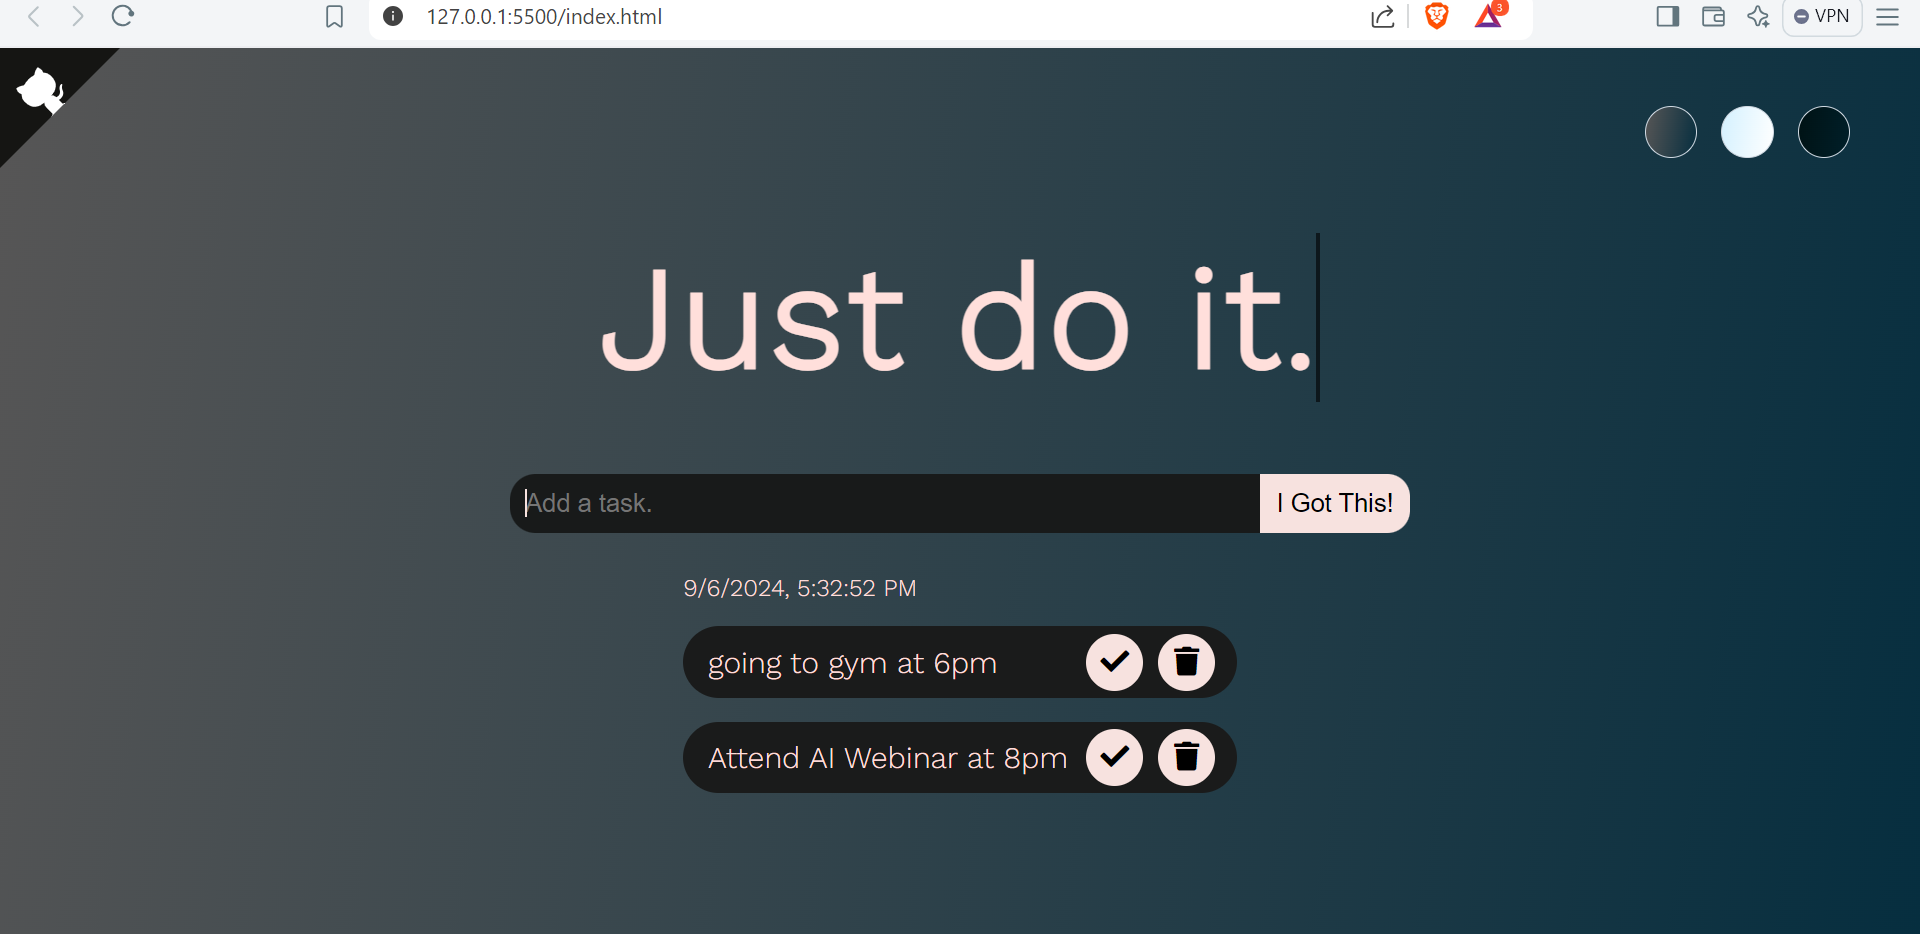 127.0.0.1:5500/index.html
3
VPN
Just do it.
Add a task.
I Got This!
9/6/2024, 5:32:52 PM
going to gym at 6pm
Attend AI Webinar at 8pm